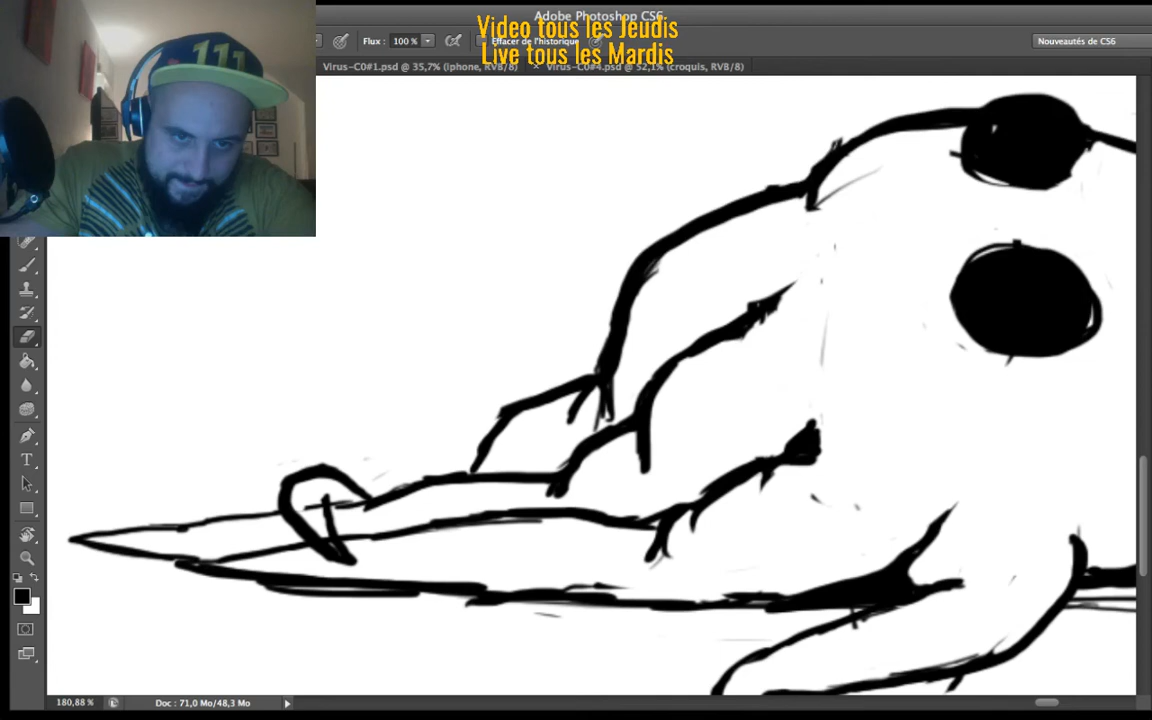 Adobe Photoshop CS6
Video tous les Jeudis
Flux : 100 % Effacer de l'historique Nouveautés de CS6
Live tous les Mardis
Virus-C0#1.psd @ 35,7% (iphone, RVB/8) × Virus-C0#4.psd @ 52,1% (croquis, RVB/8)
111
180,88 % Doc : 71,0 Mo/48,3 Mo